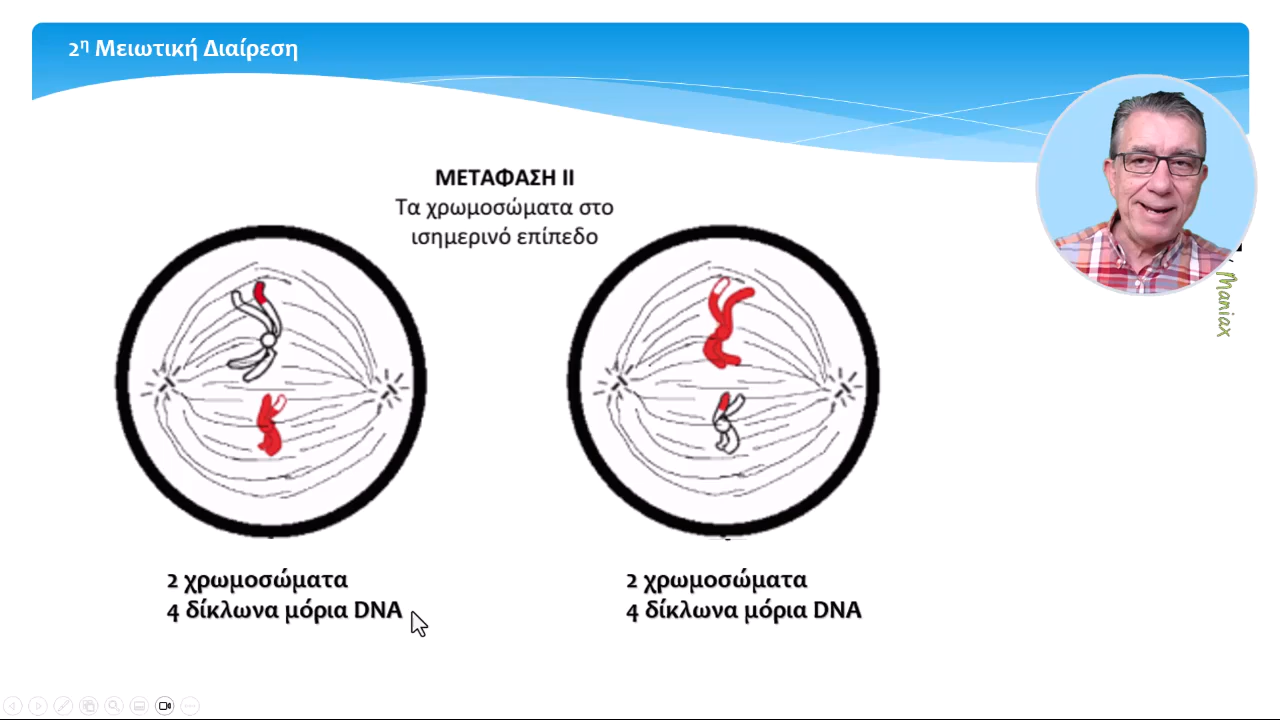 2η Μειωτική Διαίρεση
ΜΕΤΑΦΑΣΗ ΙΙ
Τα χρωμοσώματα στο
ισημερινό επίπεδο
Maniax
2 χρωμοσώματα
4 δίκλωνα μόρια DNA
2 χρωμοσώματα
4 δίκλωνα μόρια DNA